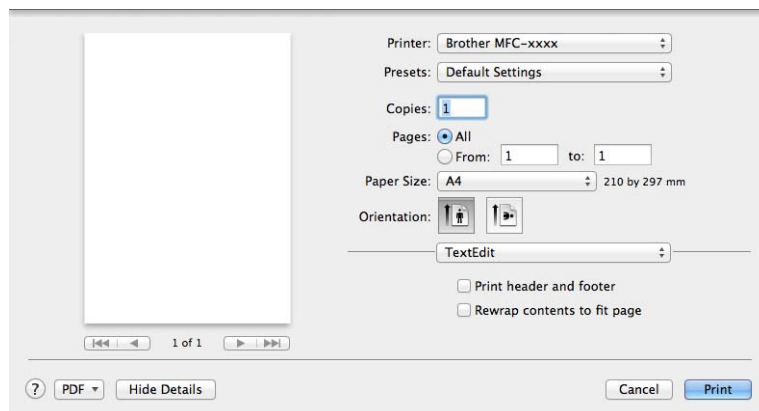 Printer: Brother MFC-xxxx
Presets: Default Settings
Copies: 1
Pages: All
From: 1 to: 1
Paper Size: A4 210 by 297 mm
Orientation:
TextEdit
Print header and footer
Rewrap contents to fit page
1 of 1
? PDF Hide Details Cancel Print